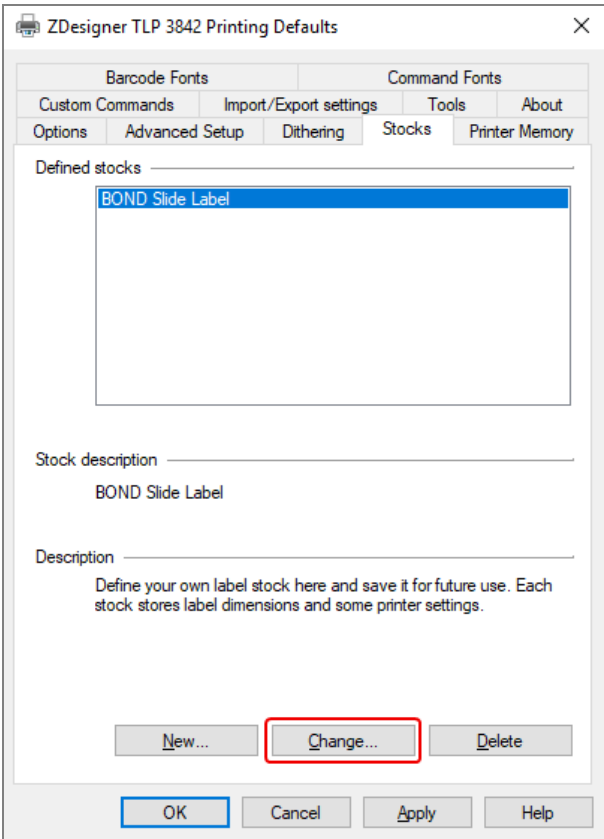 ZDesigner TLP 3842 Printing Defaults
Barcode Fonts Command Fonts
Custom Commands Import/Export settings Tools About
Options Advanced Setup Dithering Stocks Printer Memory
Defined stocks
BOND Slide Label
Stock description
BOND Slide Label
Description
Define your own label stock here and save it for future use. Each
stock stores label dimensions and some printer settings.
New... Change... Delete
OK Cancel Apply Help